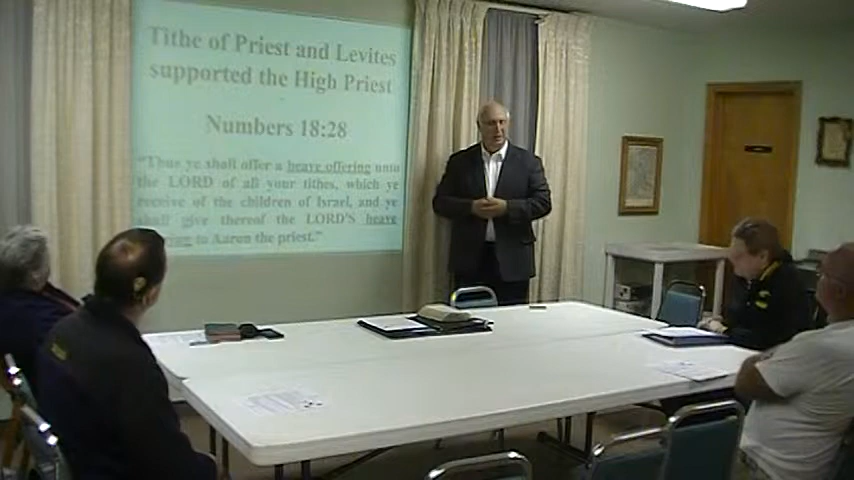 Tithe of Priest and Levites
supported the High Priest
Numbers 18:28
"Thus ye shall offer a heave offering unto
the LORD of all your tithes, which ye
receive of the children of Israel, and ye
shall give thereof the LORD'S heave
to Aaron the priest."